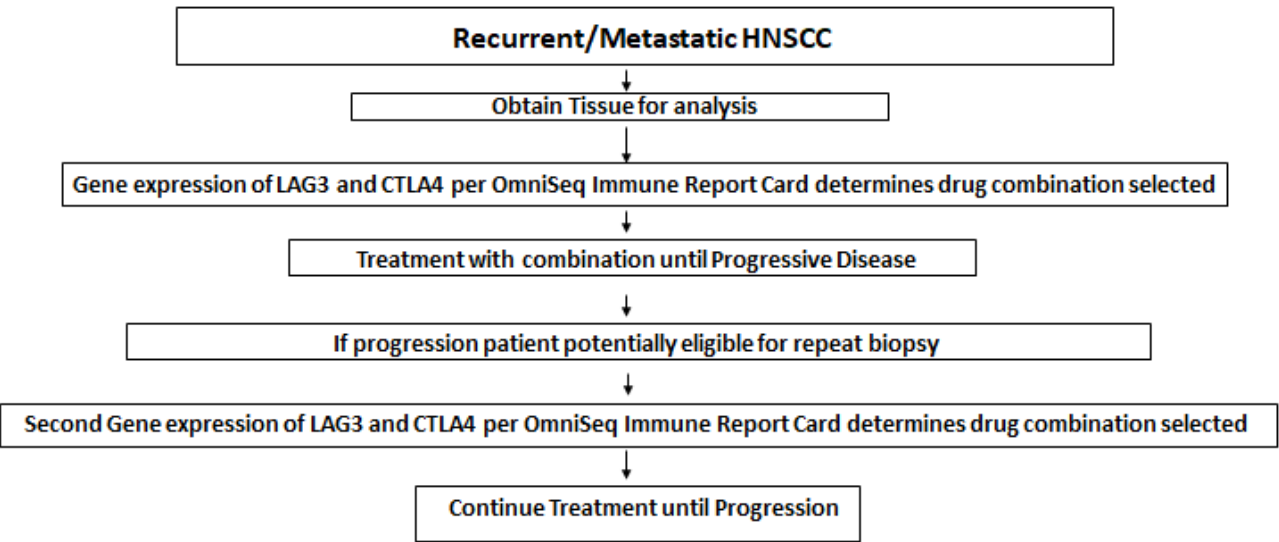 Recurrent/Metastatic HNSCC
Obtain Tissue for analysis
Gene expression of LAG3 and CTLA4 per OmniSeq Immune Report Card determines drug combination selected
Treatment with combination until Progressive Disease
If progression patient potentially eligible for repeat biopsy
Second Gene expression of LAG3 and CTLA4 per OmniSeq Immune Report Card determines drug combination selected
Continue Treatment until Progression